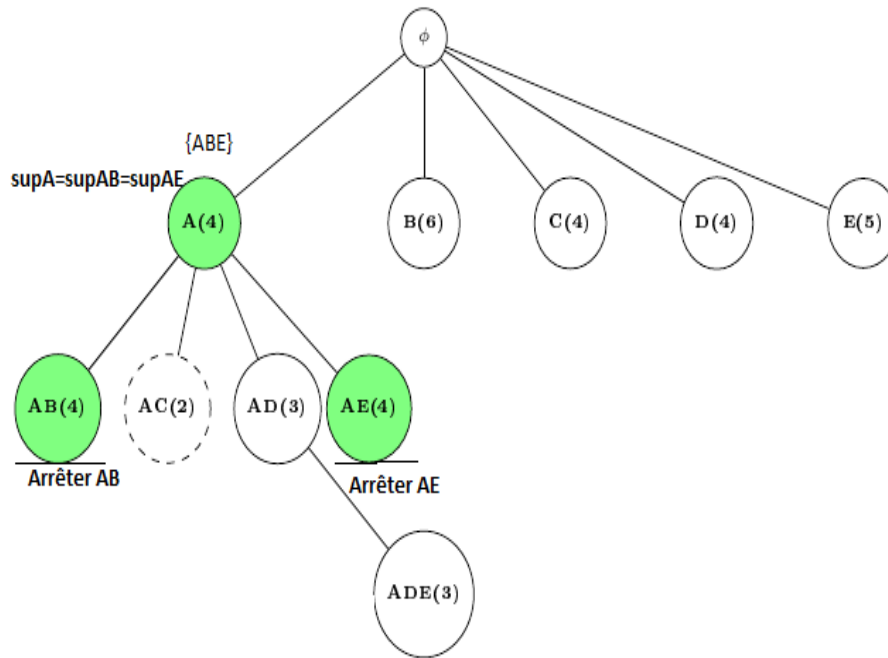 ϕ
{ABE}
supA=supAB=supAE
A(4)
B(6)
C(4)
D(4)
E(5)
AB(4)
AC(2)
AD(3)
AE(4)
Arrêter AB
Arrêter AE
ADE(3)